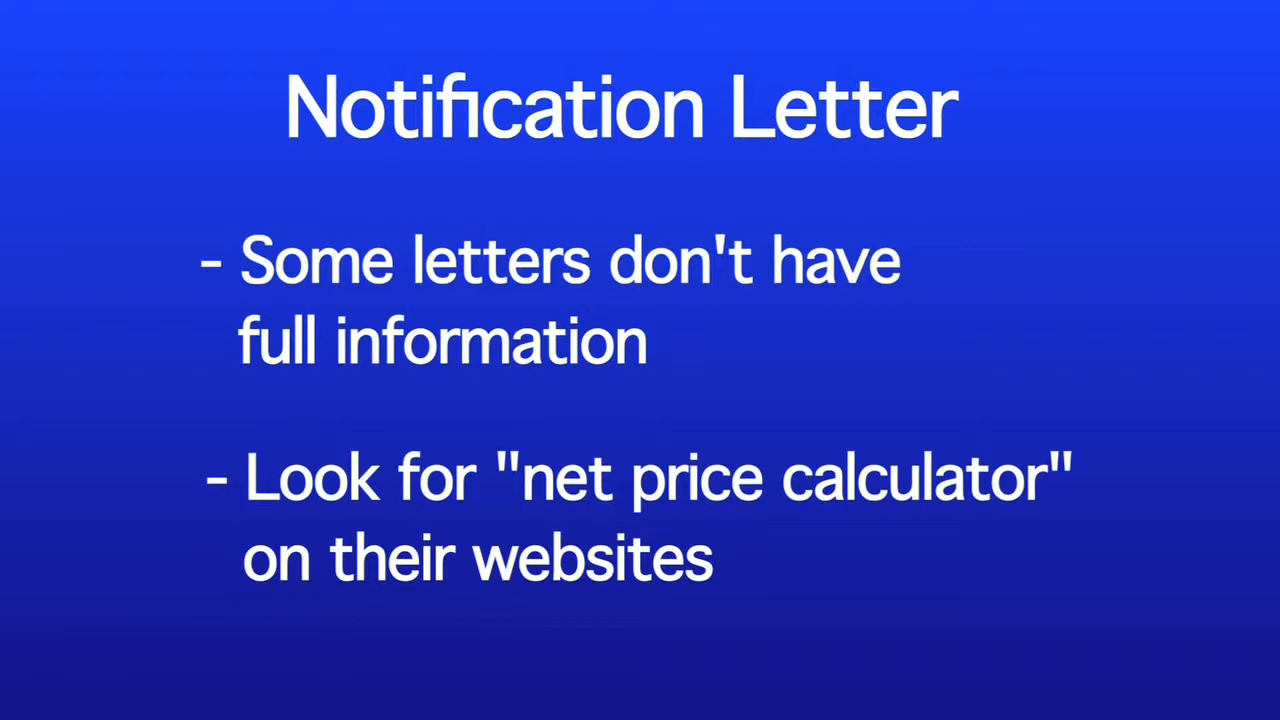 Notification Letter
- Some letters don't have
full information
- Look for "net price calculator"
on their websites